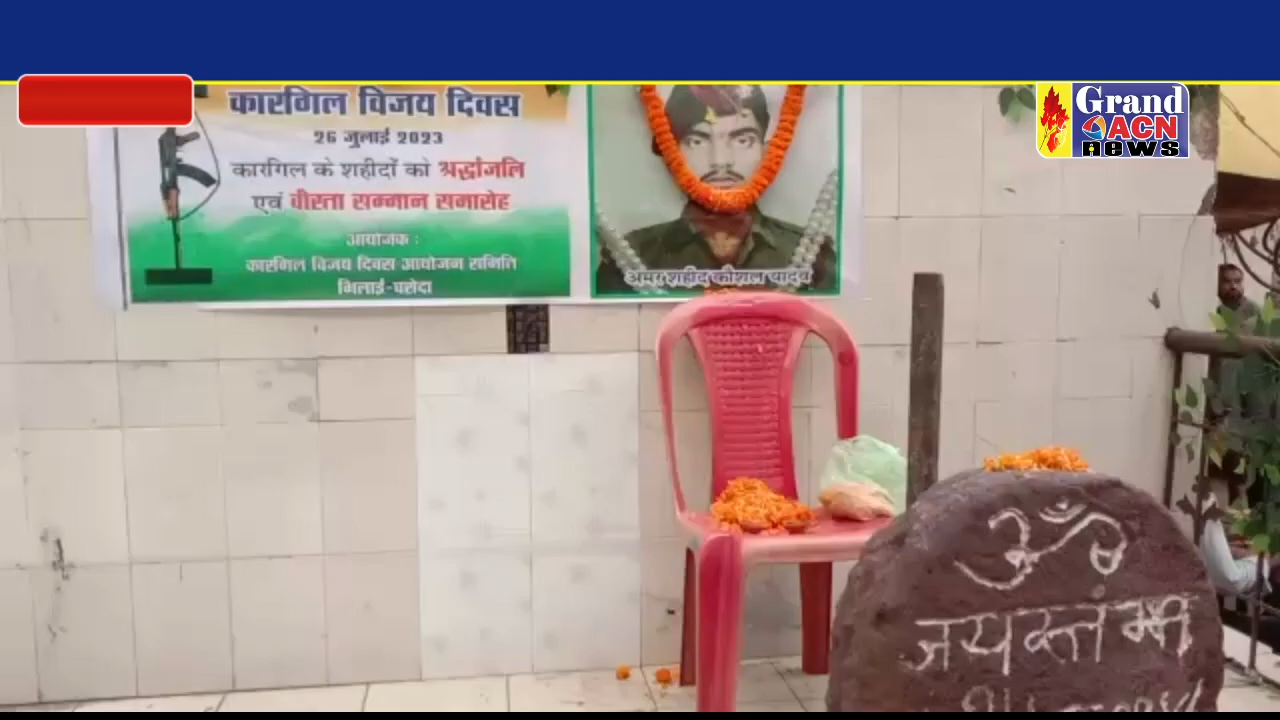 कारगिल विजय दिवस
26 जुलाई 2023
कारगिल के शहीदों को श्रद्धांजलि
एवं वीरता सम्मान समारोह
आयोजक :
कारगिल विजय दिवस आयोजन समिति
भिलाई-चरोदा
अमर शहीद कौशल यादव
Grand
ACN
news
ॐ
जयस्तंभ